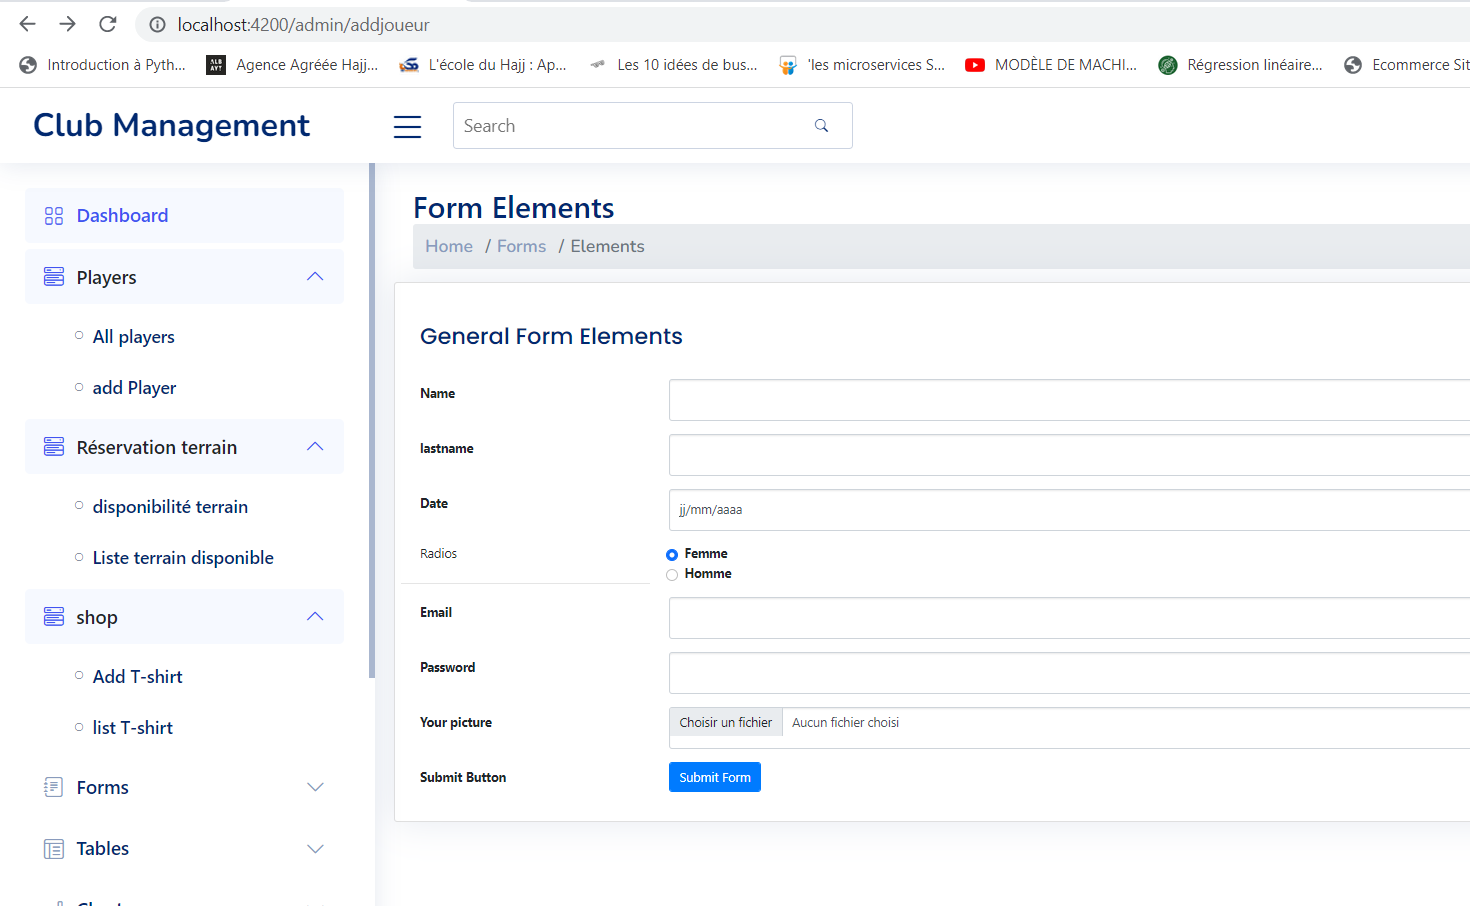 localhost:4200/admin/addjoueur
Introduction à Pyth... ALB AVT Agence Agréée Hajj... L'école du Hajj : Ap... Les 10 idées de bus... 'les microservices S... MODÈLE DE MACHI... Régression linéaire... Ecommerce Sit
Club Management
Search
Dashboard
Players
All players
add Player
Réservation terrain
disponibilité terrain
Liste terrain disponible
shop
Add T-shirt
list T-shirt
Forms
Tables
Form Elements
Home / Forms / Elements
General Form Elements
Name
lastname
Date jj/mm/aaaa
Radios Femme
Homme
Email
Password
Your picture Choisir un fichier Aucun fichier choisi
Submit Button Submit Form